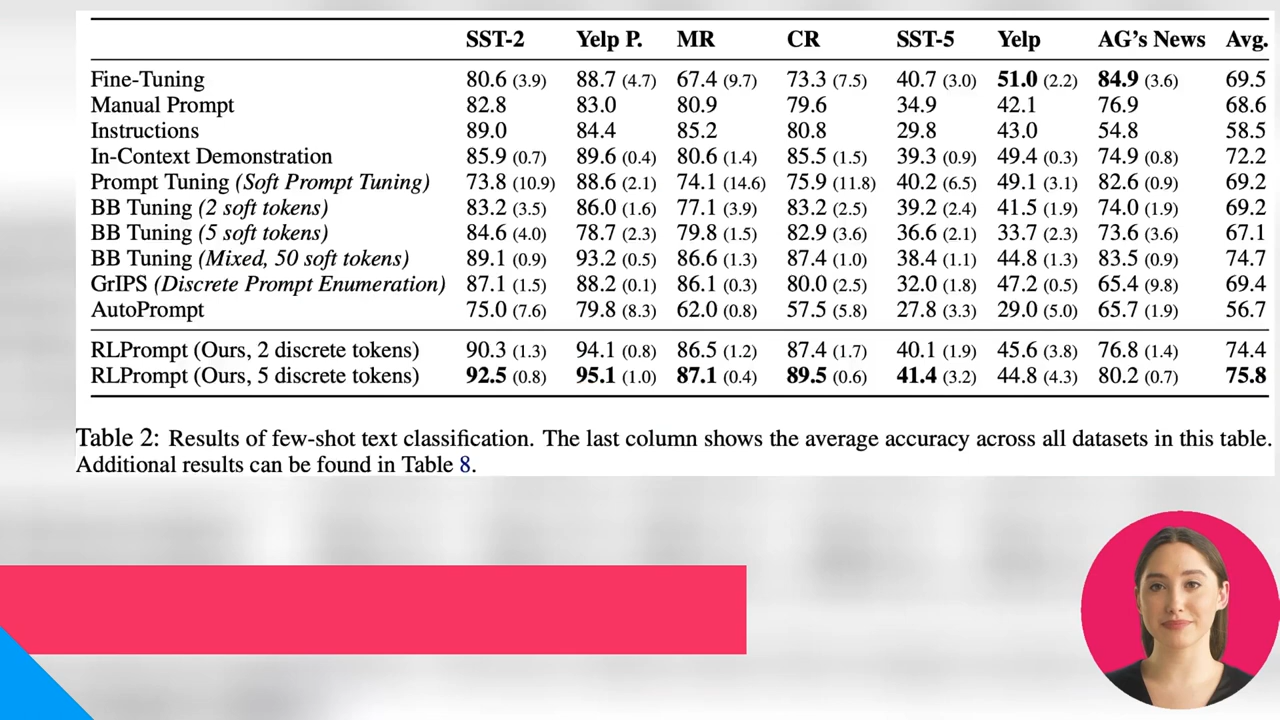 SST-2 Yelp P. MR CR SST-5 Yelp AG's News Avg.
Fine-Tuning 80.6 (3.9) 88.7 (4.7) 67.4 (9.7) 73.3 (7.5) 40.7 (3.0) 51.0 (2.2) 84.9 (3.6) 69.5
Manual Prompt 82.8 83.0 80.9 79.6 34.9 42.1 76.9 68.6
Instructions 89.0 84.4 85.2 80.8 29.8 43.0 54.8 58.5
In-Context Demonstration 85.9 (0.7) 89.6 (0.4) 80.6 (1.4) 85.5 (1.5) 39.3 (0.9) 49.4 (0.3) 74.9 (0.8) 72.2
Prompt Tuning (Soft Prompt Tuning) 73.8 (10.9) 88.6 (2.1) 74.1 (14.6) 75.9 (11.8) 40.2 (6.5) 49.1 (3.1) 82.6 (0.9) 69.2
BB Tuning (2 soft tokens) 83.2 (3.5) 86.0 (1.6) 77.1 (3.9) 83.2 (2.5) 39.2 (2.4) 41.5 (1.9) 74.0 (1.9) 69.2
BB Tuning (5 soft tokens) 84.6 (4.0) 78.7 (2.3) 79.8 (1.5) 82.9 (3.6) 36.6 (2.1) 33.7 (2.3) 73.6 (3.6) 67.1
BB Tuning (Mixed, 50 soft tokens) 89.1 (0.9) 93.2 (0.5) 86.6 (1.3) 87.4 (1.0) 38.4 (1.1) 44.8 (1.3) 83.5 (0.9) 74.7
GrIPS (Discrete Prompt Enumeration) 87.1 (1.5) 88.2 (0.1) 86.1 (0.3) 80.0 (2.5) 32.0 (1.8) 47.2 (0.5) 65.4 (9.8) 69.4
AutoPrompt 75.0 (7.6) 79.8 (8.3) 62.0 (0.8) 57.5 (5.8) 27.8 (3.3) 29.0 (5.0) 65.7 (1.9) 56.7
RLPrompt (Ours, 2 discrete tokens) 90.3 (1.3) 94.1 (0.8) 86.5 (1.2) 87.4 (1.7) 40.1 (1.9) 45.6 (3.8) 76.8 (1.4) 74.4
RLPrompt (Ours, 5 discrete tokens) 92.5 (0.8) 95.1 (1.0) 87.1 (0.4) 89.5 (0.6) 41.4 (3.2) 44.8 (4.3) 80.2 (0.7) 75.8
Table 2: Results of few-shot text classification. The last column shows the average accuracy across all datasets in this table.
Additional results can be found in Table 8.